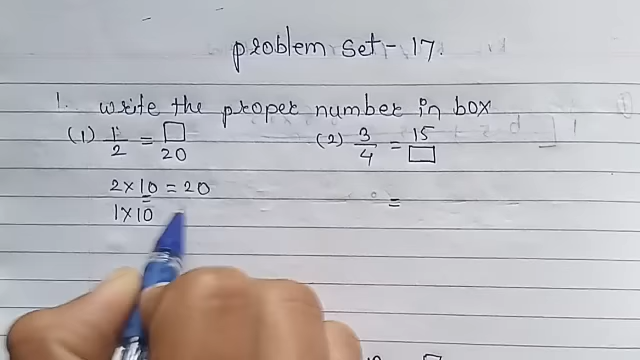 problem set - 17.
1. write the proper number in box
(1) 1/2 = □/20 (2) 3/4 = 15/□
2 × 10 = 20
=
1 × 10